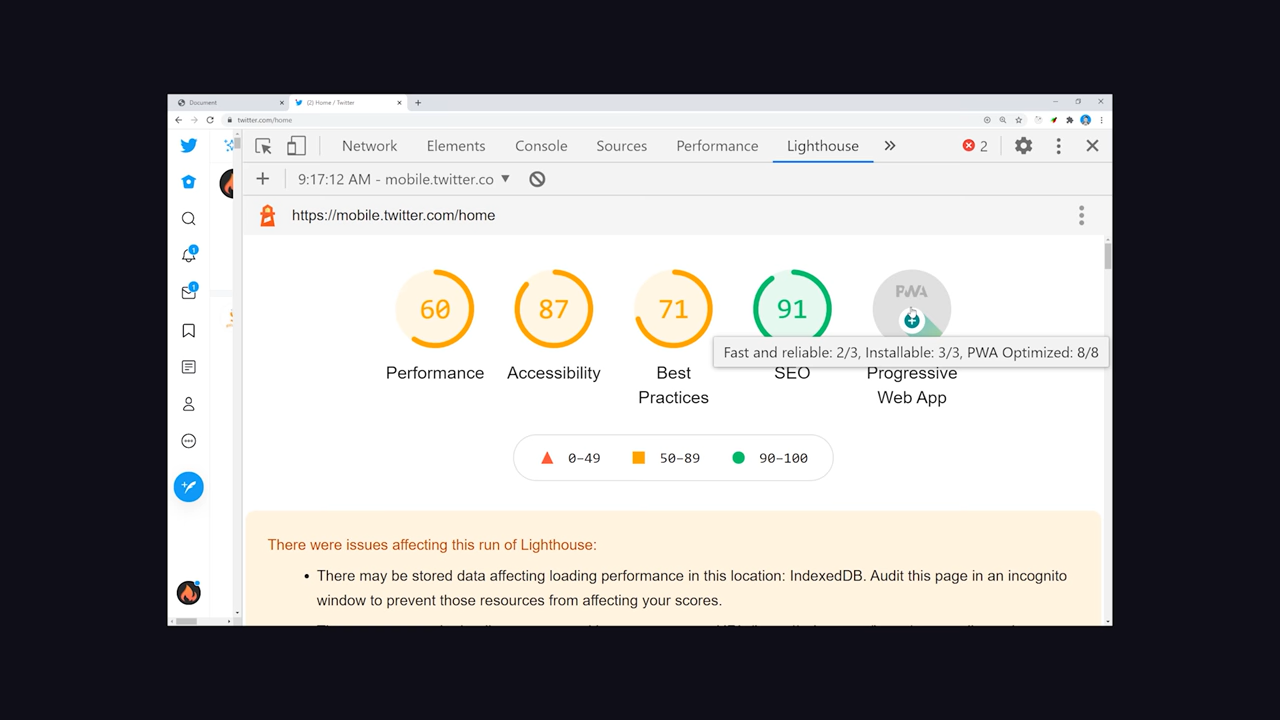 Document
(2) Home / Twitter
twitter.com/home
Network Elements Console Sources Performance Lighthouse 2
9:17:12 AM - mobile.twitter.co
https://mobile.twitter.com/home
1
1
60 87 71 91 PWA
Fast and reliable: 2/3, Installable: 3/3, PWA Optimized: 8/8
Performance Accessibility Best Practices SEO Progressive Web App
0–49 50–89 90–100
There were issues affecting this run of Lighthouse:
There may be stored data affecting loading performance in this location: IndexedDB. Audit this page in an incognito
window to prevent those resources from affecting your scores.